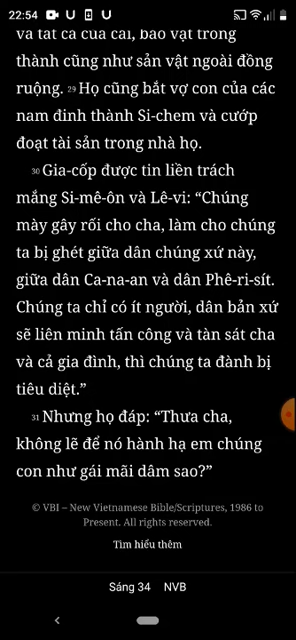 22:54
và tất cả của cải, báo vật trong
thành cũng như sản vật ngoài đồng
ruộng. 29 Họ cũng bắt vợ con của các
nam đinh thành Si-chem và cướp
đoạt tài sản trong nhà họ.
30 Gia-cốp được tin liền trách
mắng Si-mê-ôn và Lê-vi: “Chúng
mày gây rối cho cha, làm cho chúng
ta bị ghét giữa dân chúng xứ này,
giữa dân Ca-na-an và dân Phê-ri-sít.
Chúng ta chỉ có ít người, dân bản xứ
sẽ liên minh tấn công và tàn sát cha
và cả gia đình, thì chúng ta đành bị
tiêu diệt.”
31 Nhưng họ đáp: “Thưa cha,
không lẽ để nó hành hạ em chúng
con như gái mãi dâm sao?”
© VBI – New Vietnamese Bible/Scriptures, 1986 to
Present. All rights reserved.
Tìm hiểu thêm
Sáng 34 NVB